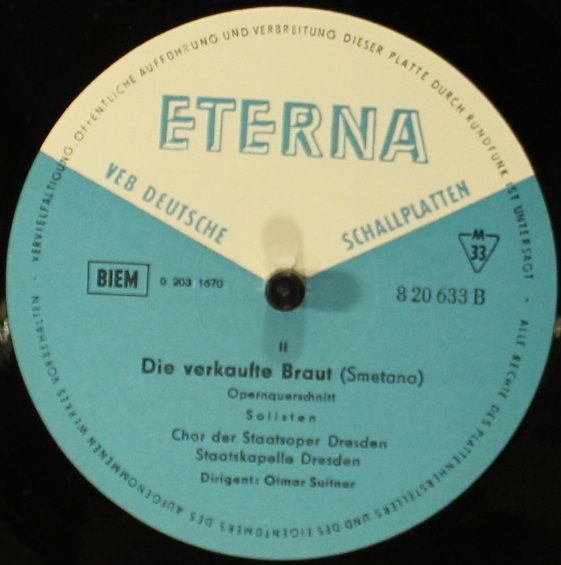 ETERNA
VEB DEUTSCHE SCHALLPLATTEN
BIEM
0 203 1670
M
33
8 20 633 B
II
Die verkaufte Braut (Smetana)
Opernquerschnitt
Solisten
Chor der Staatsoper Dresden
Staatskapelle Dresden
Dirigent: Otmar Suitner
ALLE RECHTE DES PLATTENHERSTELLERS UND DES EIGENTÜMERS DES AUFGENOMMENEN WERKES VORBEHALTEN · VERVIELFÄLTIGUNG, ÖFFENTLICHE AUFFÜHRUNG UND VERBREITUNG DIESER PLATTE DURCH RUNDFUNK IST UNTERSAGT ·